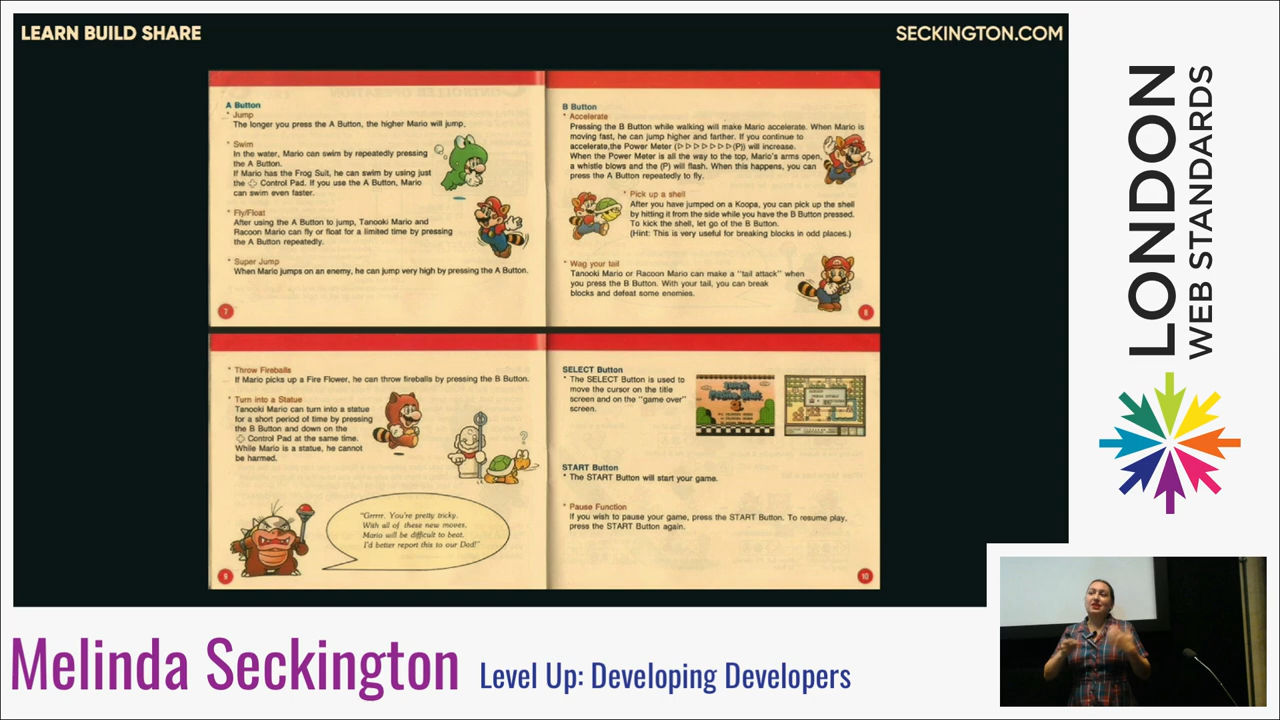 LEARN BUILD SHARE
SECKINGTON.COM
A Button
* Jump
The longer you press the A Button, the higher Mario will jump.
* Swim
In the water, Mario can swim by repeatedly pressing
the A Button.
If Mario has the Frog Suit, he can swim by using just
the Control Pad. If you use the A Button, Mario
can swim even faster.
* Fly/Float
After using the A Button to jump, Tanooki Mario and
Racoon Mario can fly or float for a limited time by pressing
the A Button repeatedly.
* Super Jump
When Mario jumps on an enemy, he can jump very high by pressing the A Button.
7
B Button
* Accelerate
Pressing the B Button while walking will make Mario accelerate. When Mario is
moving fast, he can jump higher and farther. If you continue to
accelerate,the Power Meter (▷▷▷▷▷▷▷(P)) will increase.
When the Power Meter is all the way to the top, Mario's arms open,
a whistle blows and the (P) will flash. When this happens, you can
press the A Button repeatedly to fly.
* Pick up a shell
After you have jumped on a Koopa, you can pick up the shell
by hitting it from the side while you have the B Button pressed.
To kick the shell, let go of the B Button.
(Hint: This is very useful for breaking blocks in odd places.)
* Wag your tail
Tanooki Mario or Racoon Mario can make a "tail attack" when
you press the B Button. With your tail, you can break
blocks and defeat some enemies.
8
* Throw Fireballs
If Mario picks up a Fire Flower, he can throw fireballs by pressing the B Button.
* Turn into a Statue
Tanooki Mario can turn into a statue
for a short period of time by pressing
the B Button and down on the
Control Pad at the same time.
While Mario is a statue, he cannot
be harmed.
?
"Grrrr. You're pretty tricky.
With all of these new moves,
Mario will be difficult to beat.
I'd better report this to our Dad!"
9
SELECT Button
* The SELECT Button is used to
move the cursor on the title
screen and on the "game over"
screen.
START Button
* The START Button will start your game.
* Pause Function
If you wish to pause your game, press the START Button. To resume play,
press the START Button again.
10
LONDON
WEB STANDARDS
Melinda Seckington Level Up: Developing Developers